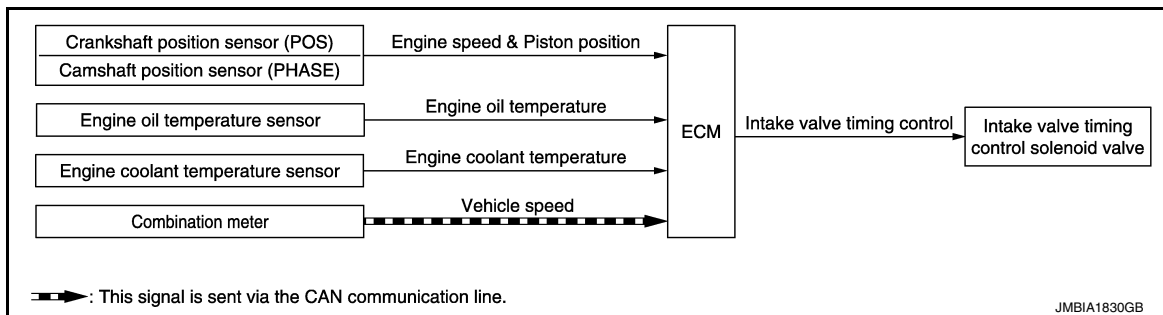 Crankshaft position sensor (POS)
Engine speed & Piston position
Camshaft position sensor (PHASE)
Engine oil temperature sensor
Engine oil temperature
Engine coolant temperature sensor
Engine coolant temperature
Combination meter
Vehicle speed
ECM
Intake valve timing control
Intake valve timing
control solenoid valve
: This signal is sent via the CAN communication line.
JMBIA1830GB